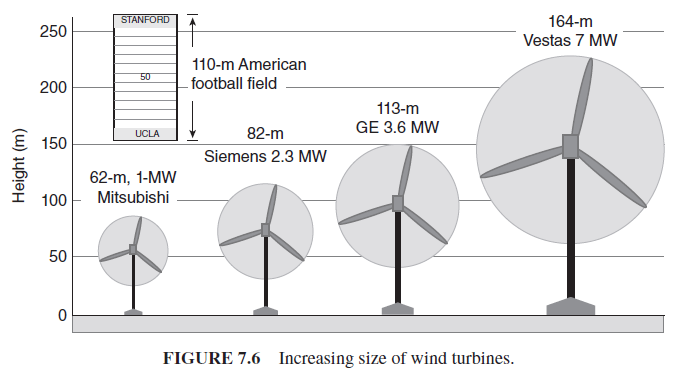 Height (m)
250
200
150
100
50
0
STANFORD
50
UCLA
110-m American
football field
62-m, 1-MW
Mitsubishi
82-m
Siemens 2.3 MW
113-m
GE 3.6 MW
164-m
Vestas 7 MW
FIGURE 7.6 Increasing size of wind turbines.